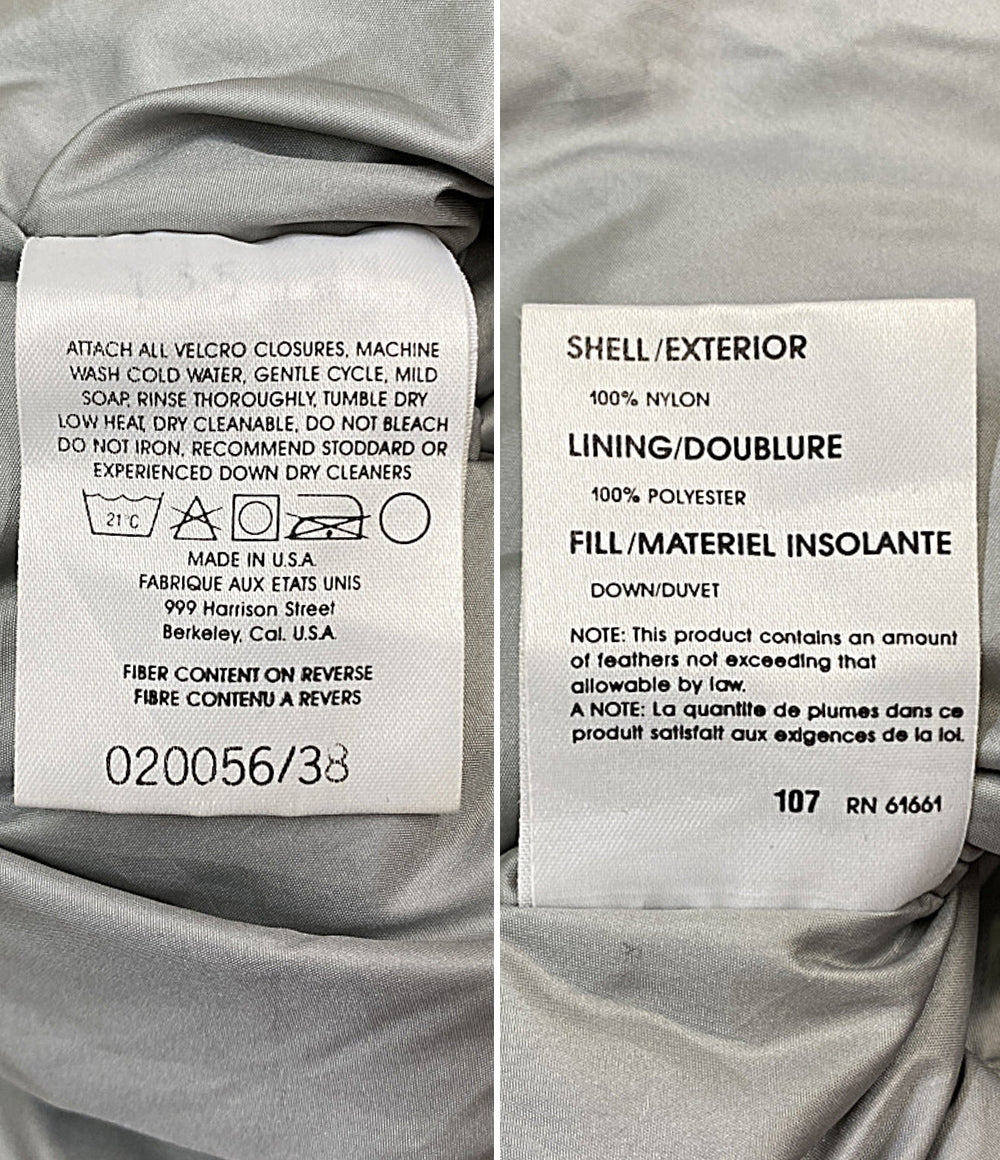 ATTACH ALL VELCRO CLOSURES, MACHINE
WASH COLD WATER, GENTLE CYCLE, MILD
SOAP, RINSE THOROUGHLY, TUMBLE DRY
LOW HEAT, DRY CLEANABLE, DO NOT BLEACH
DO NOT IRON, RECOMMEND STODDARD OR
EXPERIENCED DOWN DRY CLEANERS
21°C
MADE IN U.S.A.
FABRIQUE AUX ETATS UNIS
999 Harrison Street
Berkeley, Cal. U.S.A.
FIBER CONTENT ON REVERSE
FIBRE CONTENU A REVERS
020056/38
SHELL/EXTERIOR
100% NYLON
LINING/DOUBLURE
100% POLYESTER
FILL/MATERIEL INSOLANTE
DOWN/DUVET
NOTE: This product contains an amount
of feathers not exceeding that
allowable by law.
A NOTE: La quantite de plumes dans ce
produit satisfait aux exigences de la loi.
107 RN 61661